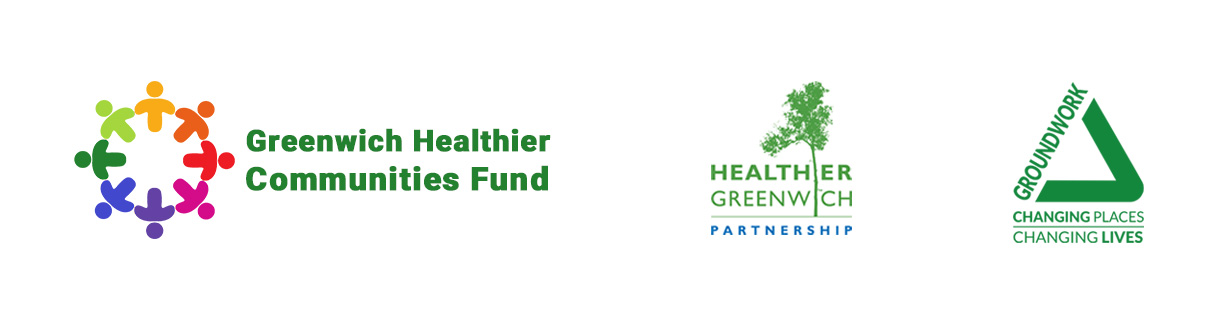 Greenwich Healthier
Communities Fund
HEALTHIER
GREENWICH
PARTNERSHIP
GROUNDWORK
CHANGING PLACES
CHANGING LIVES